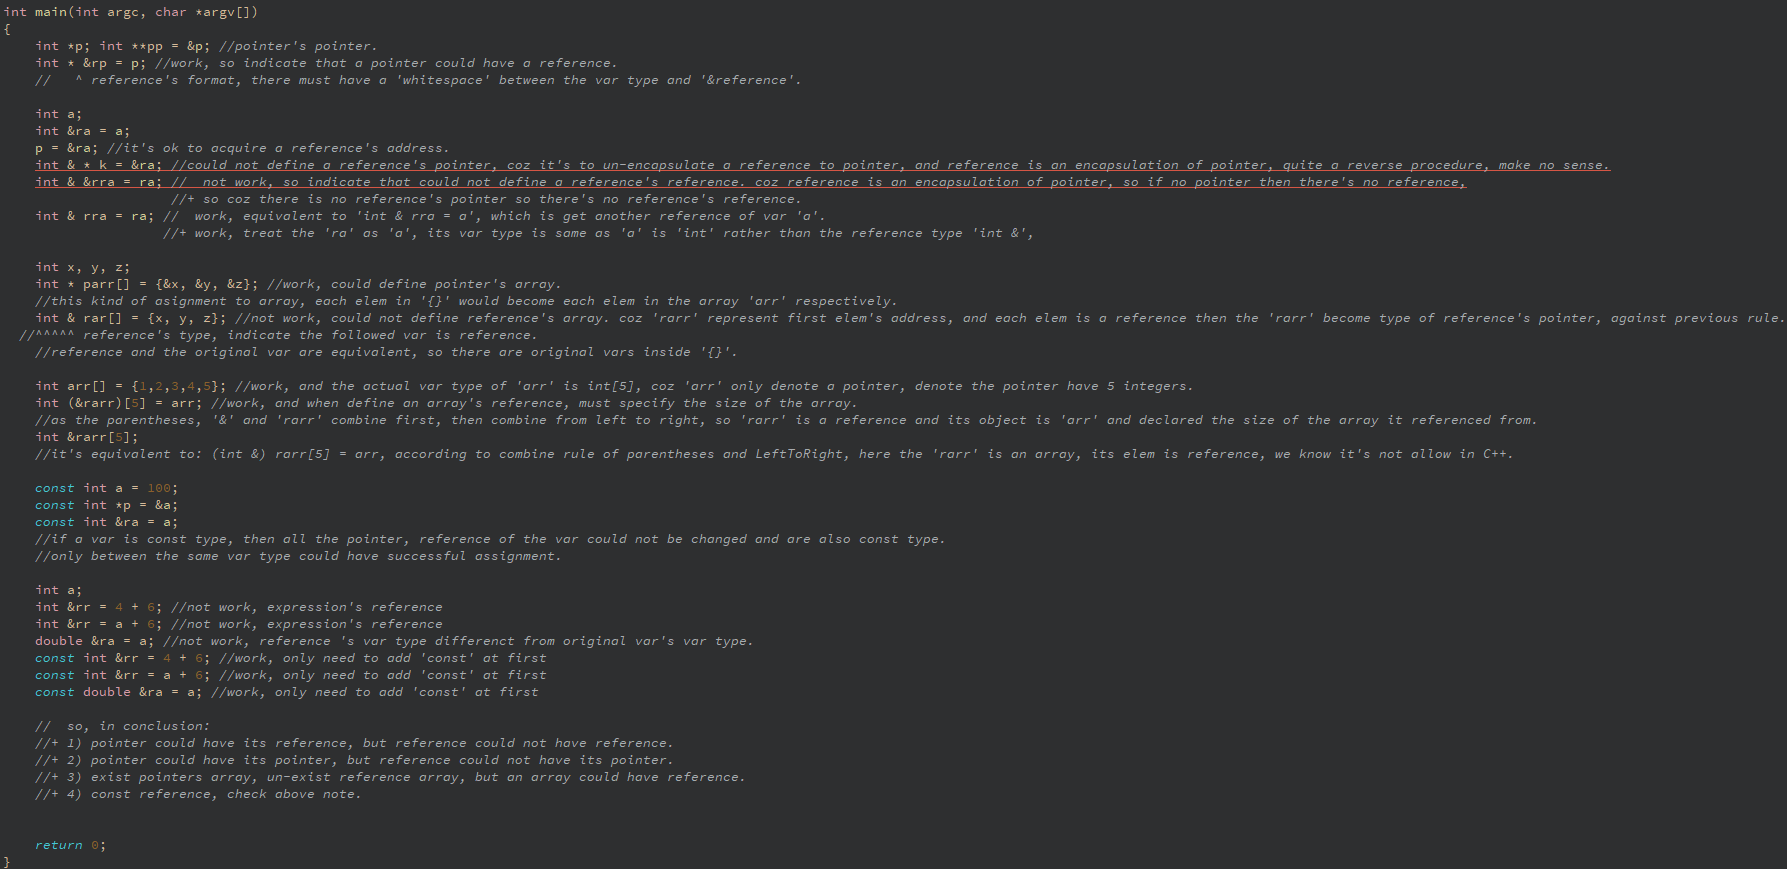 int main(int argc, char *argv[])
{
    int *p; int **pp = &p; //pointer's pointer.
    int * &rp = p; //work, so indicate that a pointer could have a reference.
    //   ^ reference's format, there must have a 'whitespace' between the var type and '&reference'.

    int a;
    int &ra = a;
    p = &ra; //it's ok to acquire a reference's address.
    int & * k = &ra; //could not define a reference's pointer, coz it's to un-encapsulate a reference to pointer, and reference is an encapsulation of pointer, quite a reverse procedure, make no sense.
    int & &rra = ra; //  not work, so indicate that could not define a reference's reference. coz reference is an encapsulation of pointer, so if no pointer then there's no reference,
                     //+ so coz there is no reference's pointer so there's no reference's reference.
    int & rra = ra; //  work, equivalent to 'int & rra = a', which is get another reference of var 'a'.
                    //+ work, treat the 'ra' as 'a', its var type is same as 'a' is 'int' rather than the reference type 'int &',

    int x, y, z;
    int * parr[] = {&x, &y, &z}; //work, could define pointer's array.
    //this kind of asignment to array, each elem in '{}' would become each elem in the array 'arr' respectively.
    int & rar[] = {x, y, z}; //not work, could not define reference's array. coz 'rarr' represent first elem's address, and each elem is a reference then the 'rarr' become type of reference's pointer, against previous rule.
  //^^^^^ reference's type, indicate the followed var is reference.
    //reference and the original var are equivalent, so there are original vars inside '{}'.

    int arr[] = {1,2,3,4,5}; //work, and the actual var type of 'arr' is int[5], coz 'arr' only denote a pointer, denote the pointer have 5 integers.
    int (&rarr)[5] = arr; //work, and when define an array's reference, must specify the size of the array.
    //as the parentheses, '&' and 'rarr' combine first, then combine from left to right, so 'rarr' is a reference and its object is 'arr' and declared the size of the array it referenced from.
    int &rarr[5];
    //it's equivalent to: (int &) rarr[5] = arr, according to combine rule of parentheses and LeftToRight, here the 'rarr' is an array, its elem is reference, we know it's not allow in C++.

    const int a = 100;
    const int *p = &a;
    const int &ra = a;
    //if a var is const type, then all the pointer, reference of the var could not be changed and are also const type.
    //only between the same var type could have successful assignment.

    int a;
    int &rr = 4 + 6; //not work, expression's reference
    int &rr = a + 6; //not work, expression's reference
    double &ra = a; //not work, reference 's var type differenct from original var's var type.
    const int &rr = 4 + 6; //work, only need to add 'const' at first
    const int &rr = a + 6; //work, only need to add 'const' at first
    const double &ra = a; //work, only need to add 'const' at first

    //  so, in conclusion:
    //+ 1) pointer could have its reference, but reference could not have reference.
    //+ 2) pointer could have its pointer, but reference could not have its pointer.
    //+ 3) exist pointers array, un-exist reference array, but an array could have reference.
    //+ 4) const reference, check above note.


    return 0;
}